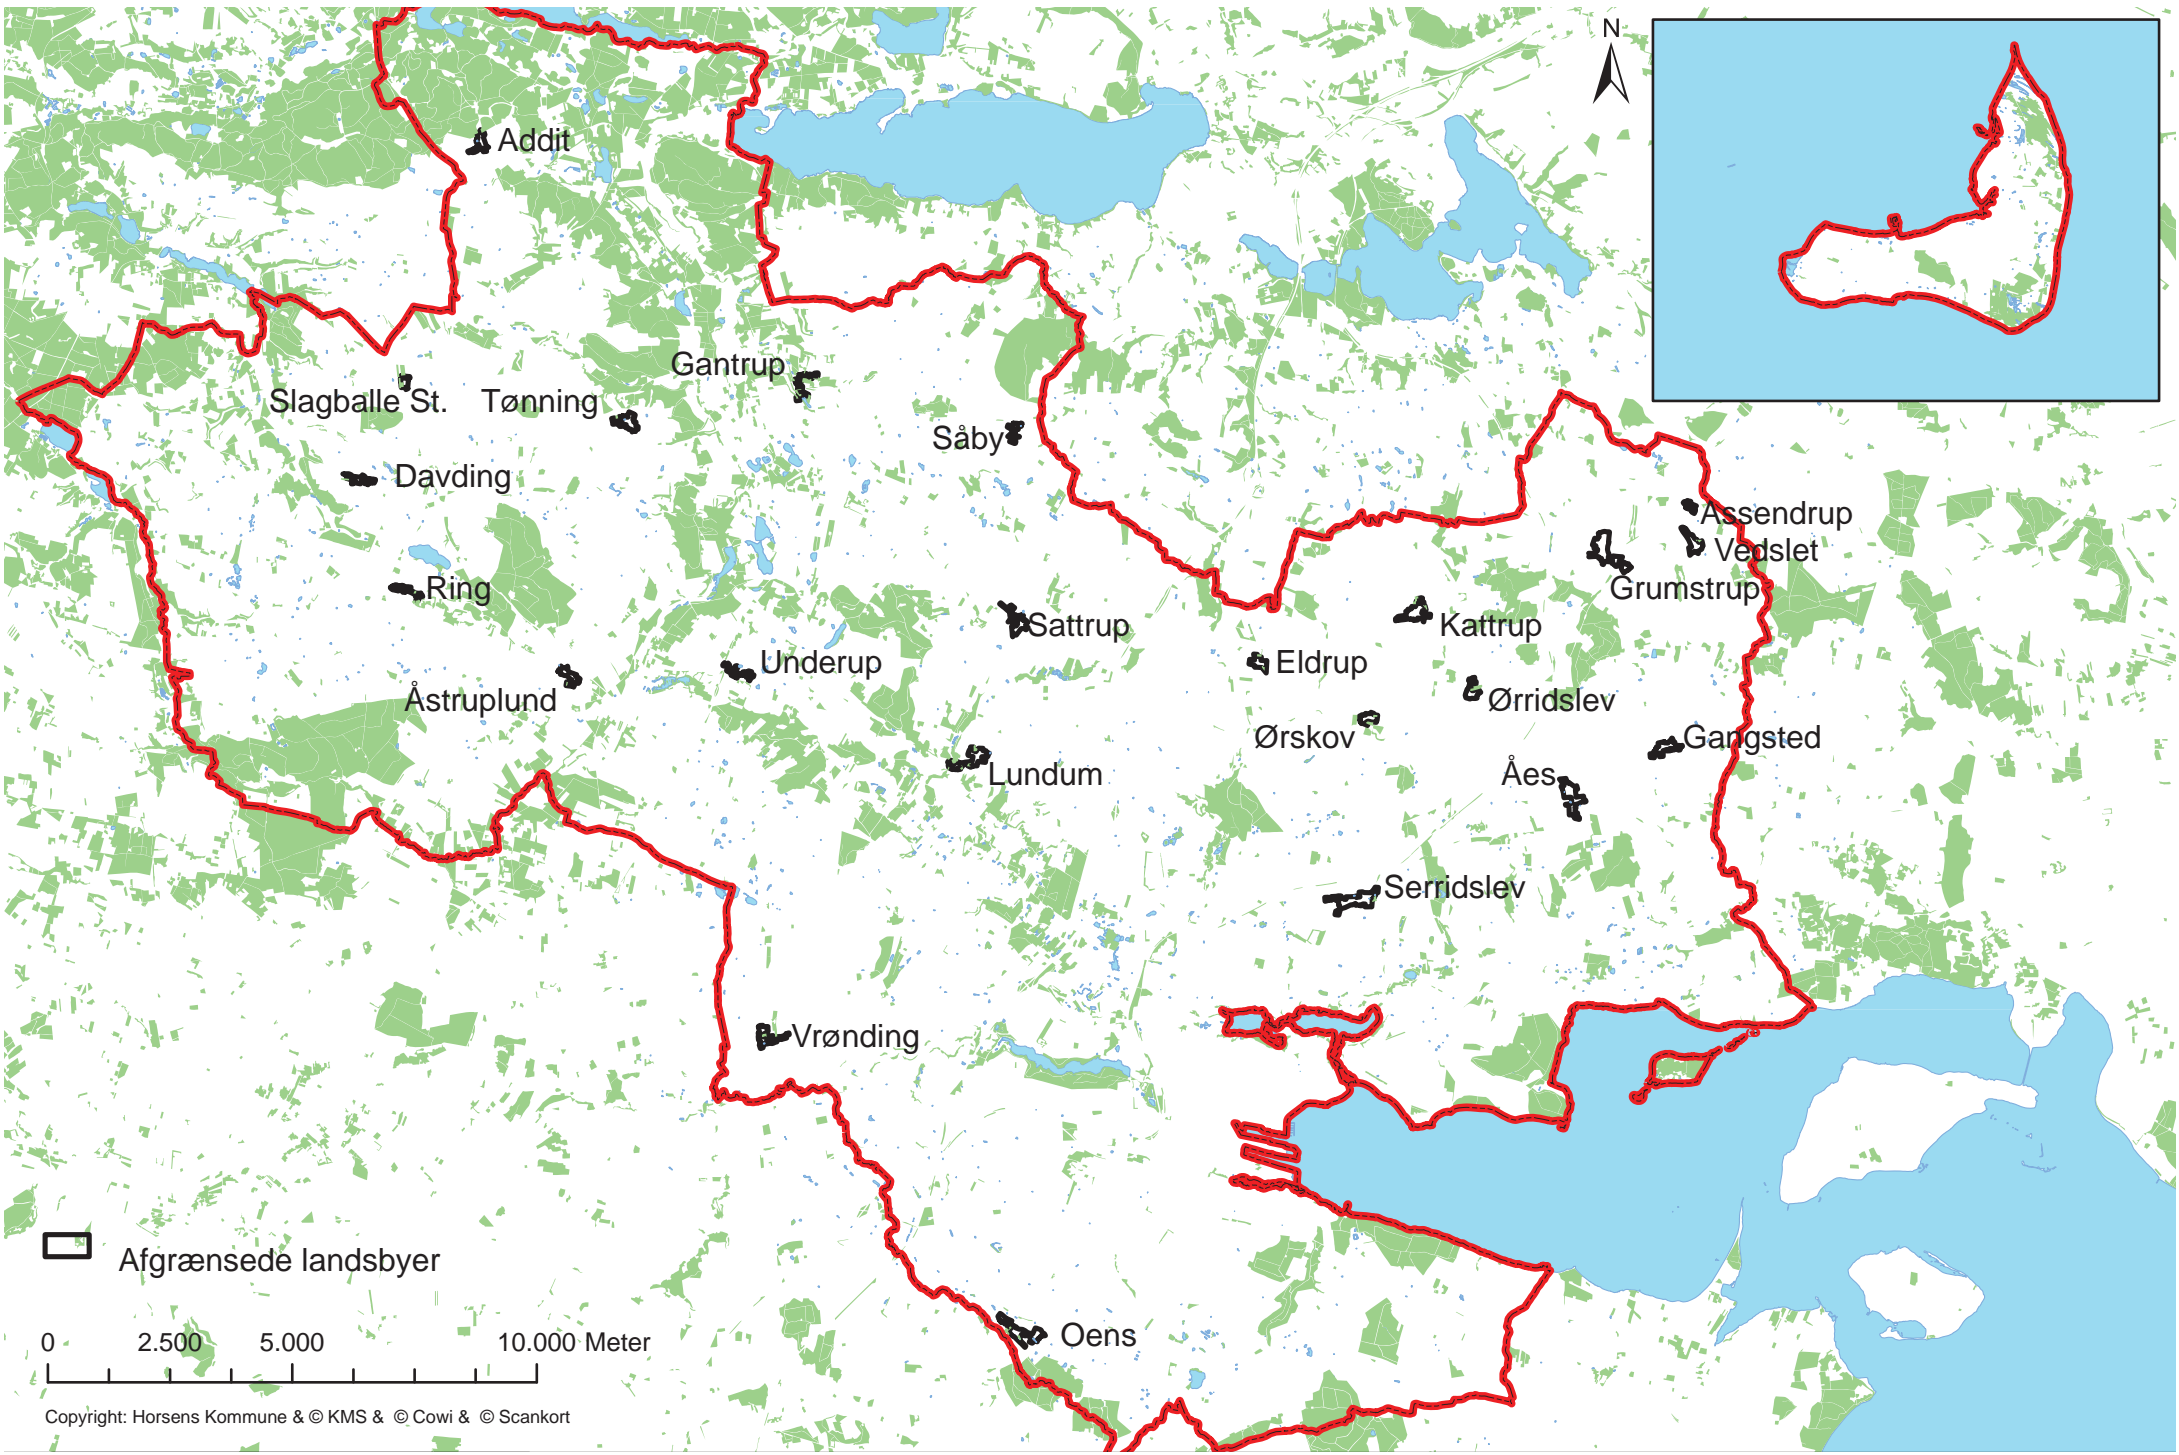 N
Addit
Gantrup
Slagballe St.
Tønning
Såby
Davding
Assendrup
Vedslet
Ring
Grumstrup
Sattrup
Kattrup
Underup
Eldrup
Åstruplund
Ørridslev
Ørskov
Gangsted
Lundum
Åes
Serridslev
Vrønding
Afgrænsede landsbyer
Oens
0 2.500 5.000 10.000 Meter
Copyright: Horsens Kommune & © KMS & © Cowi & © Scankort